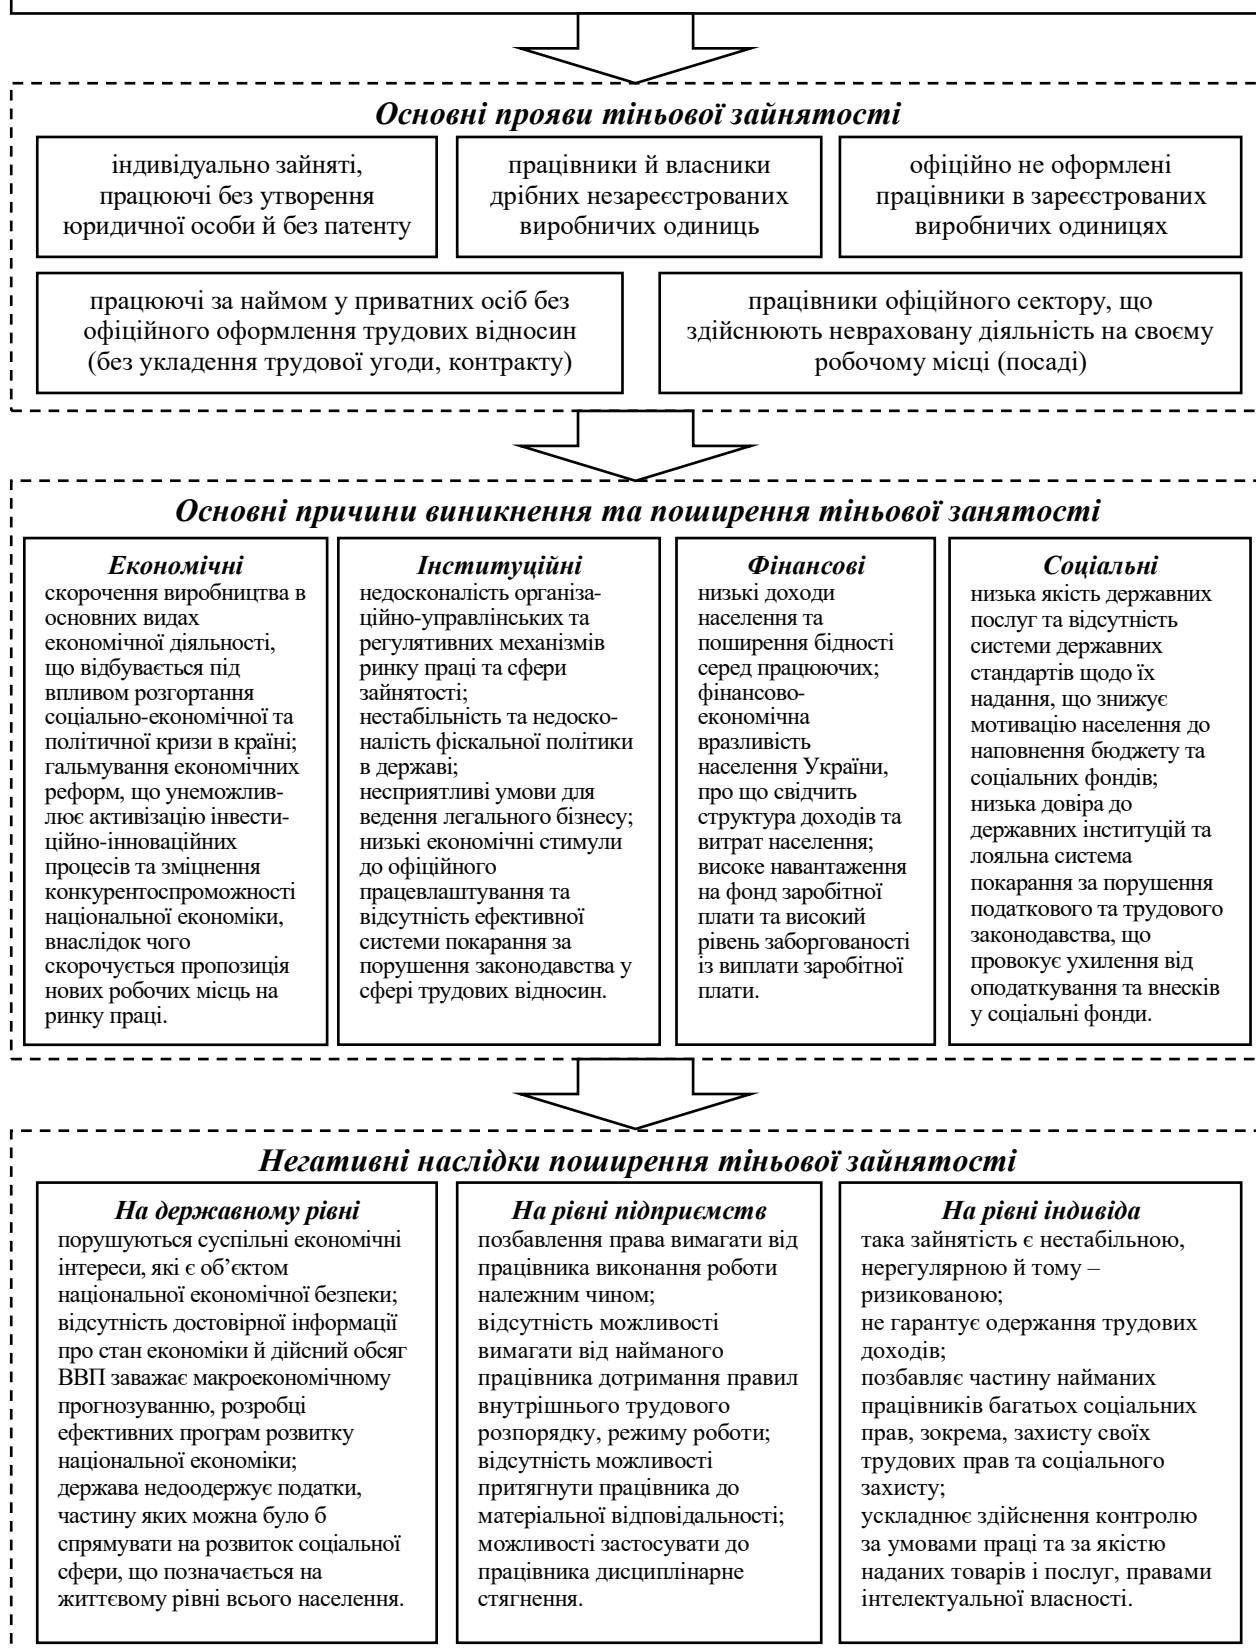 Основні прояви тіньової зайнятості
індивідуально зайняті,
працюючі без утворення
юридичної особи й без патенту
працівники й власники
дрібних незареєстрованих
виробничих одиниць
офіційно не оформлені
працівники в зареєстрованих
виробничих одиницях
працюючі за наймом у приватних осіб без
офіційного оформлення трудових відносин
(без укладення трудової угоди, контракту)
працівники офіційного сектору, що
здійснюють невраховану діяльність на своєму
робочому місці (посаді)
Основні причини виникнення та поширення тіньової занятості
Економічні
скорочення виробництва в
основних видах
економічної діяльності,
що відбувається під
впливом розгортання
соціально-економічної та
політичної кризи в країні;
гальмування економічних
реформ, що унеможлив-
лює активізацію інвести-
ційно-інноваційних
процесів та зміцнення
конкурентоспроможності
національної економіки,
внаслідок чого
скорочується пропозиція
нових робочих місць на
ринку праці.
Інституційні
недосконалість організа-
ційно-управлінських та
регулятивних механізмів
ринку праці та сфери
зайнятості;
нестабільність та недоско-
налість фіскальної політики
в державі;
несприятливі умови для
ведення легального бізнесу;
низькі економічні стимули
до офіційного
працевлаштування та
відсутність ефективної
системи покарання за
порушення законодавства у
сфері трудових відносин.
Фінансові
низькі доходи
населення та
поширення бідності
серед працюючих;
фінансово-
економічна
вразливість
населення України,
про що свідчить
структура доходів та
витрат населення;
високе навантаження
на фонд заробітної
плати та високий
рівень заборгованості
із виплати заробітної
плати.
Соціальні
низька якість державних
послуг та відсутність
системи державних
стандартів щодо їх
надання, що знижує
мотивацію населення до
наповнення бюджету та
соціальних фондів;
низька довіра до
державних інституцій та
лояльна система
покарання за порушення
податкового та трудового
законодавства, що
провокує ухилення від
оподаткування та внесків
у соціальні фонди.
Негативні наслідки поширення тіньової зайнятості
На державному рівні
порушуються суспільні економічні
інтереси, які є об’єктом
національної економічної безпеки;
відсутність достовірної інформації
про стан економіки й дійсний обсяг
ВВП заважає макроекономічному
прогнозуванню, розробці
ефективних програм розвитку
національної економіки;
держава недоодержує податки,
частину яких можна було б
спрямувати на розвиток соціальної
сфери, що позначається на
життєвому рівні всього населення.
На рівні підприємств
позбавлення права вимагати від
працівника виконання роботи
належним чином;
відсутність можливості
вимагати від найманого
працівника дотримання правил
внутрішнього трудового
розпорядку, режиму роботи;
відсутність можливості
притягнути працівника до
матеріальної відповідальності;
можливості застосувати до
працівника дисциплінарне
стягнення.
На рівні індивіда
така зайнятість є нестабільною,
нерегулярною й тому –
ризикованою;
не гарантує одержання трудових
доходів;
позбавляє частину найманих
працівників багатьох соціальних
прав, зокрема, захисту своїх
трудових прав та соціального
захисту;
ускладнює здійснення контролю
за умовами праці та за якістю
наданих товарів і послуг, правами
інтелектуальної власності.